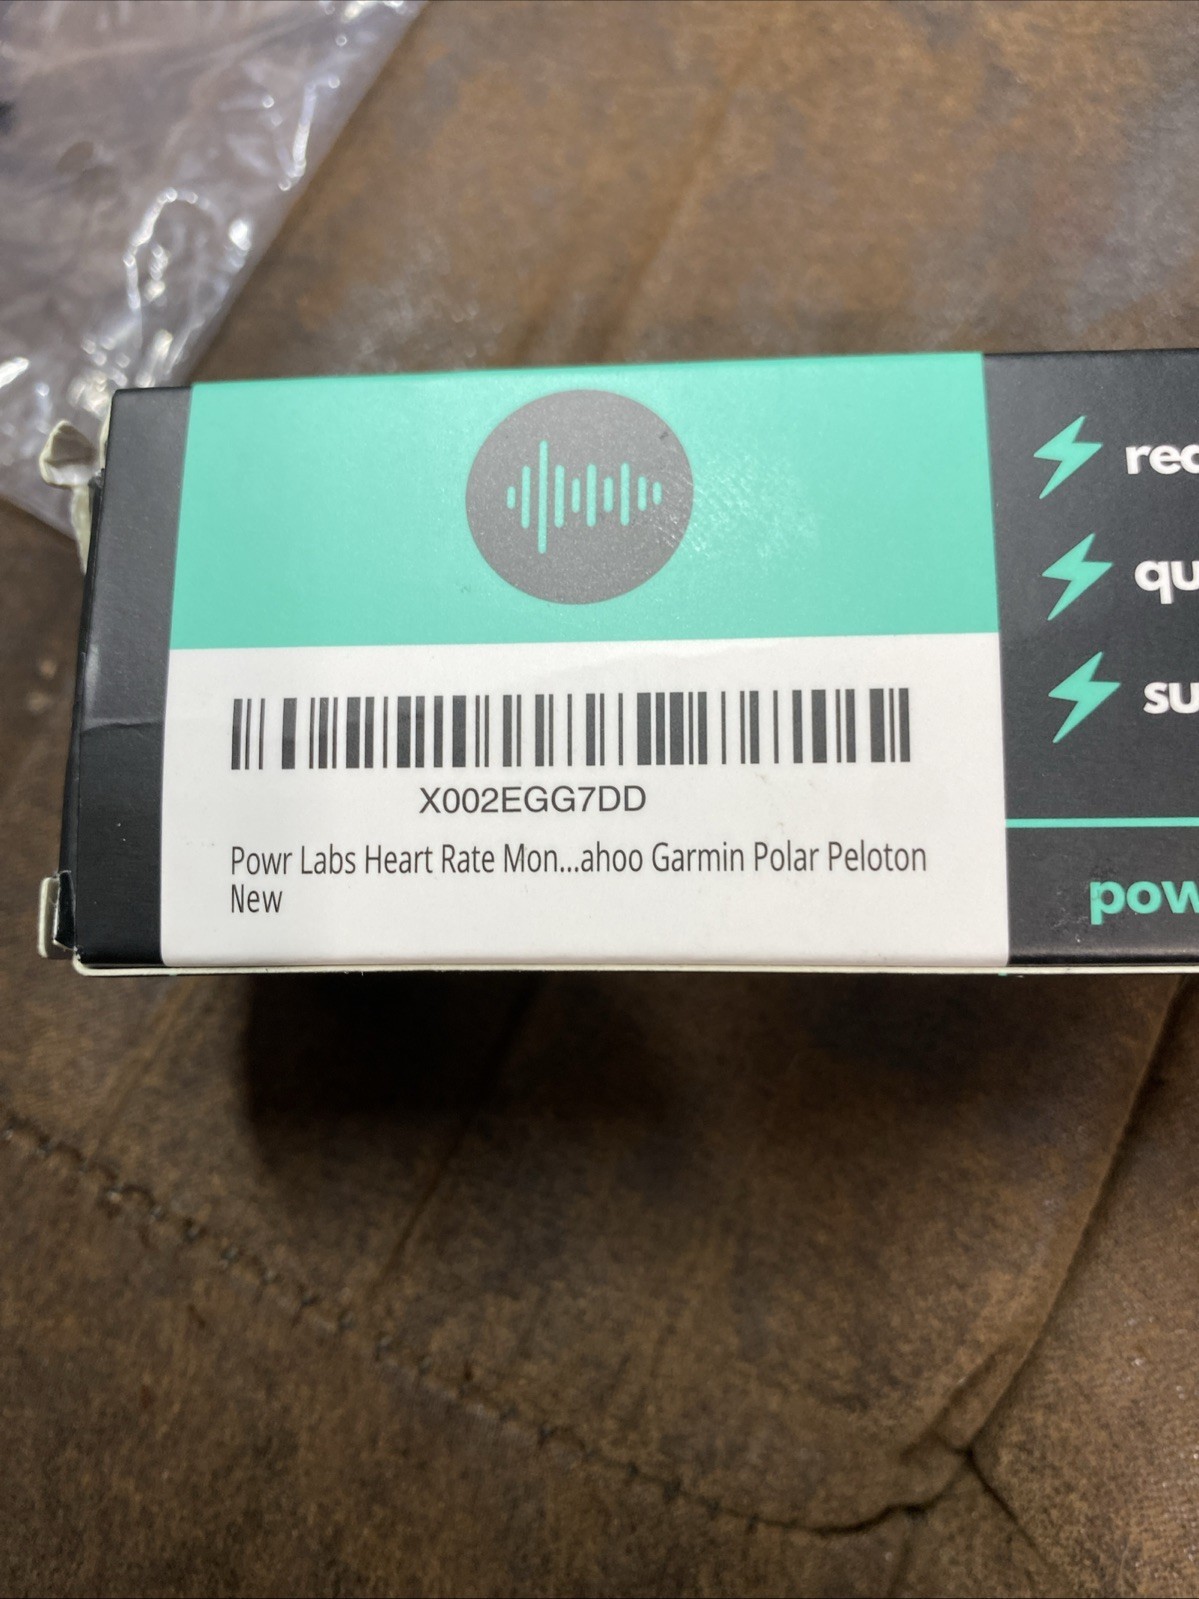 X002EGG7DD
Powr Labs Heart Rate Mon...ahoo Garmin Polar Peloton
New